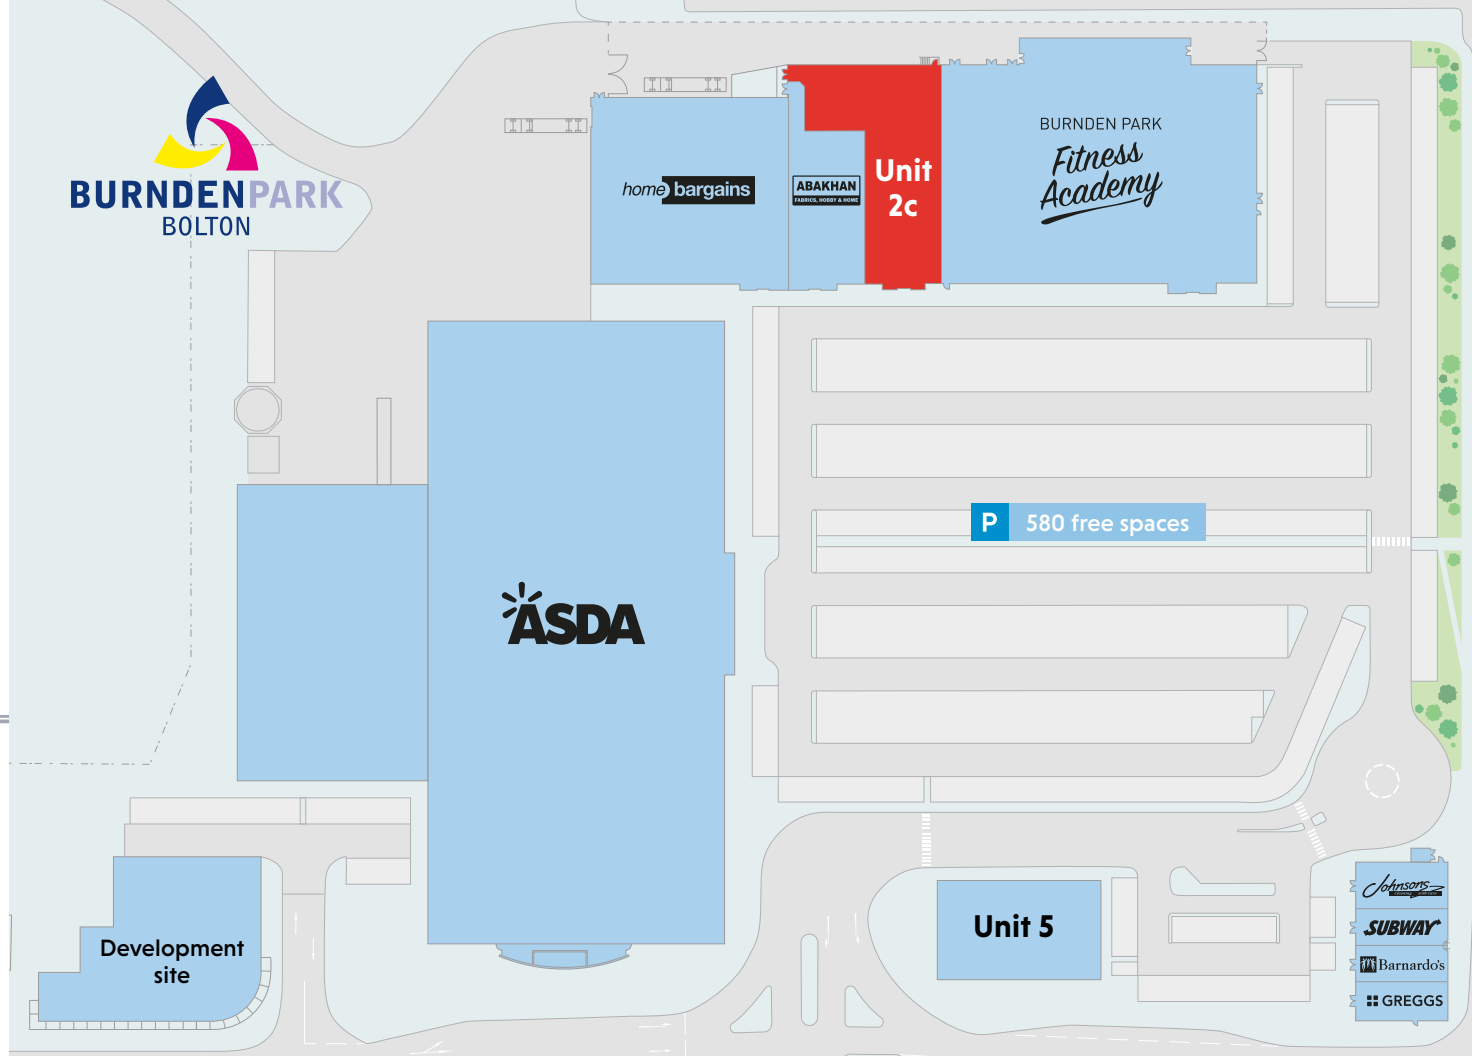 BURNDENPARK
BOLTON
home bargains
ABAKHAN
FABRICS, HOBBY & HOME
Unit
2c
BURNDEN PARK
Fitness
Academy
P 580 free spaces
ASDA
Development
site
Unit 5
Johnsons
SUBWAY
Barnardo's
GREGGS